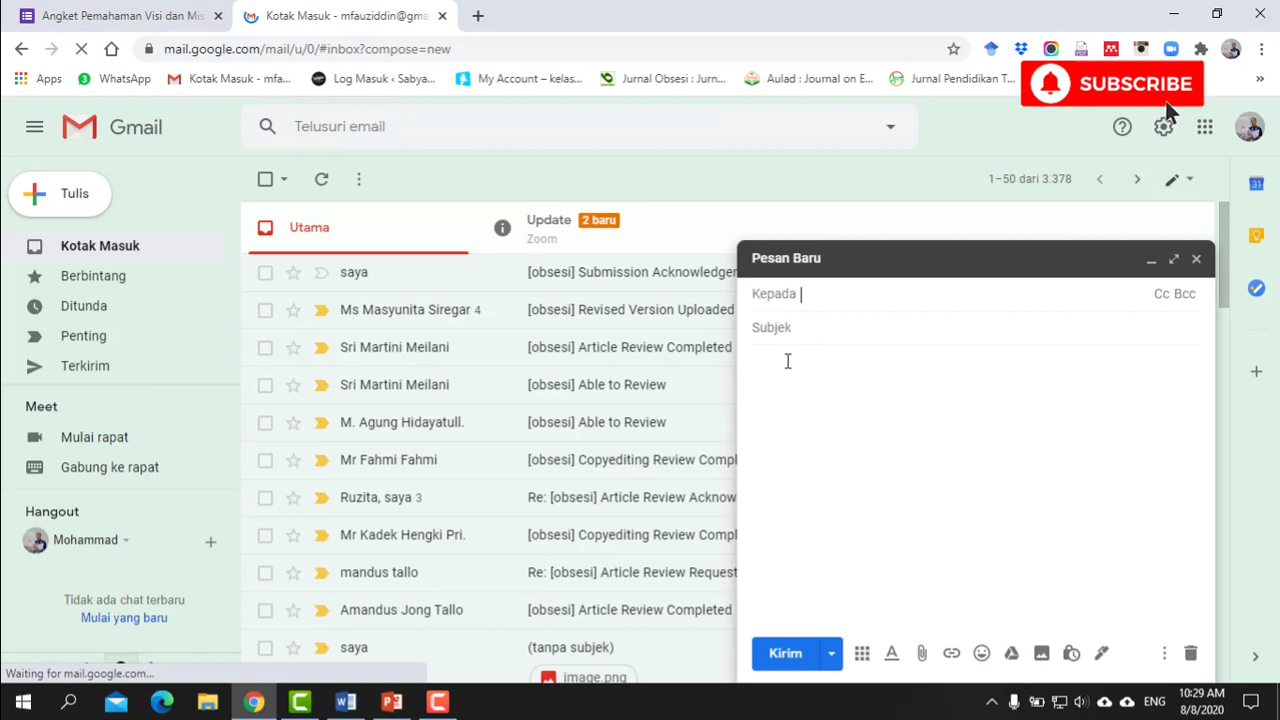 Angket Pemahaman Visi dan Mis
Kotak Masuk - mfauziddin@gma
mail.google.com/mail/u/0/#inbox?compose=new
Apps
WhatsApp
Kotak Masuk - mfa...
Log Masuk ‹ Sabya...
My Account – kelas...
Jurnal Obsesi : Jurn...
Aulad : Journal on E...
Jurnal Pendidikan T...
»
SUBSCRIBE
Gmail
Telusuri email
Tulis
1–50 dari 3.378
Kotak Masuk
Berbintang
Ditunda
Penting
Terkirim
Meet
Mulai rapat
Gabung ke rapat
Hangout
Mohammad
Tidak ada chat terbaru
Mulai yang baru
Utama
Update 2 baru
Zoom
saya [obsesi] Submission Acknowledger
Ms Masyunita Siregar 4 [obsesi] Revised Version Uploaded
Sri Martini Meilani [obsesi] Article Review Completed
Sri Martini Meilani [obsesi] Able to Review
M. Agung Hidayatull. [obsesi] Able to Review
Mr Fahmi Fahmi [obsesi] Copyediting Review Compl
Ruzita, saya 3 Re: [obsesi] Article Review Acknow
Mr Kadek Hengki Pri. [obsesi] Copyediting Review Compl
mandus tallo Re: [obsesi] Article Review Request
Amandus Jong Tallo [obsesi] Article Review Completed
saya (tanpa subjek)
image.png
Pesan Baru
Kepada
Cc Bcc
Subjek
Kirim
31
Waiting for mail.google.com...
ENG
10:29 AM
8/8/2020